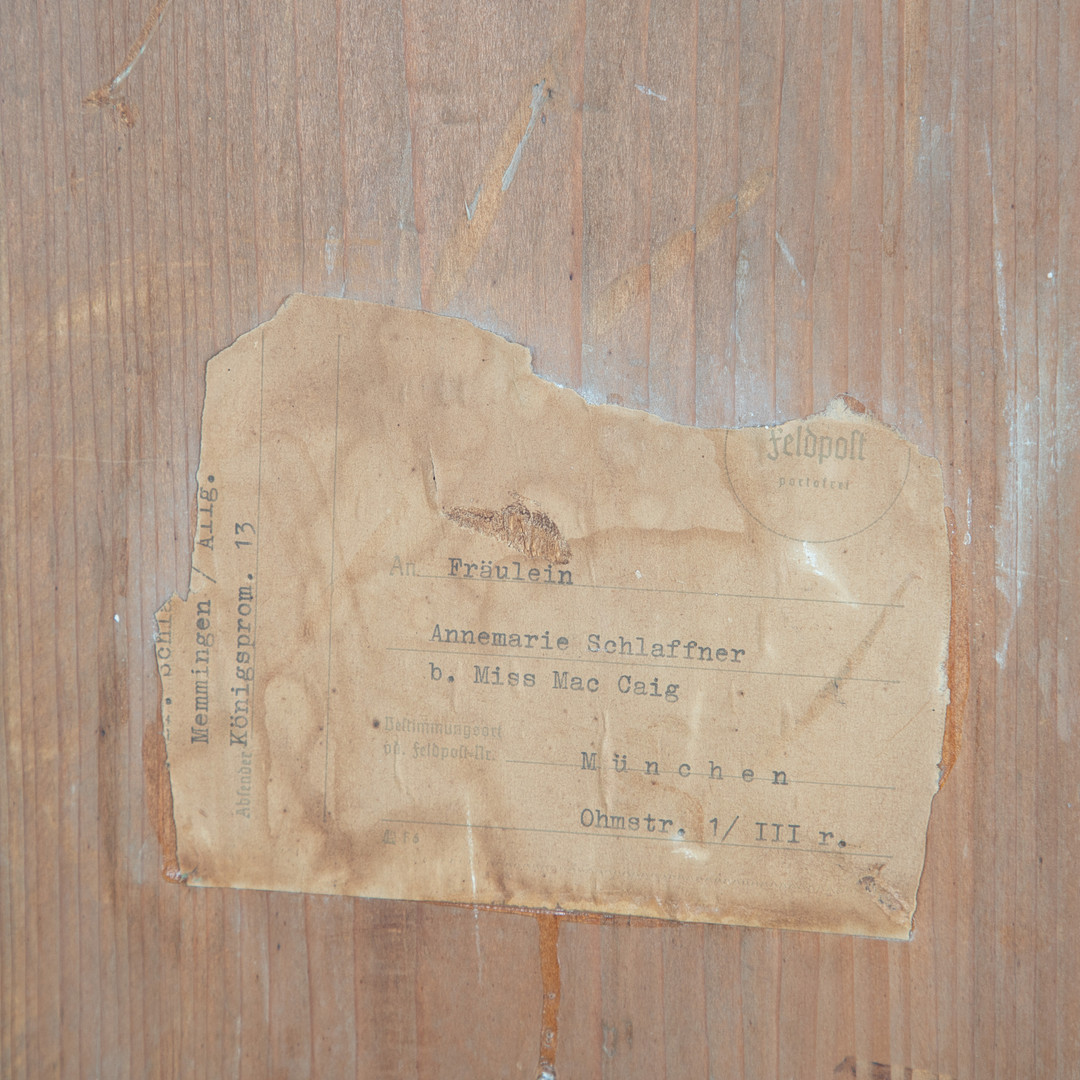 Feldpost
portofrei
An Fräulein
Annemarie Schlaffner
b. Miss Mac Caig
Bestimmungsort
od. Feldpost-Nr.
München
Ohmstr. 1/ III r.
Memmingen / Allg.
Absender Königsprom. 13